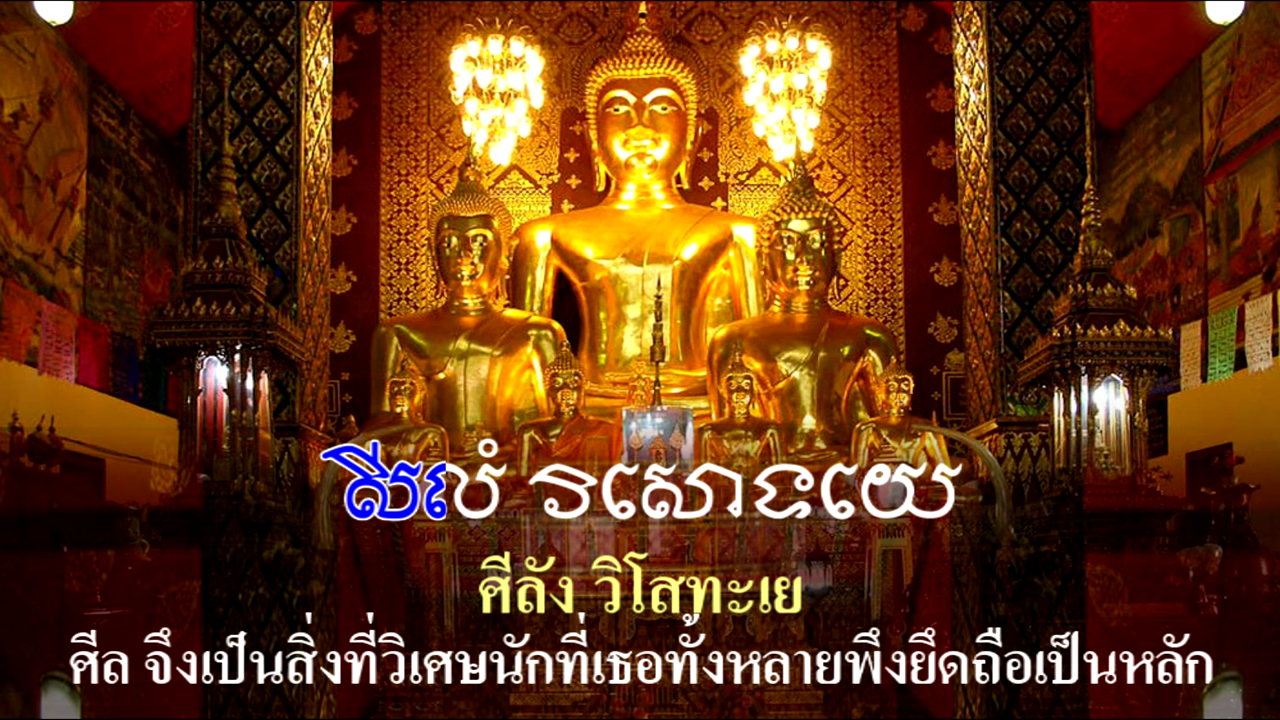 ศีลัง วิโสทะเย
ศีล จึงเป็นสิ่งที่วิเศษนักที่เธอทั้งหลายพึงยึดถือเป็นหลัก